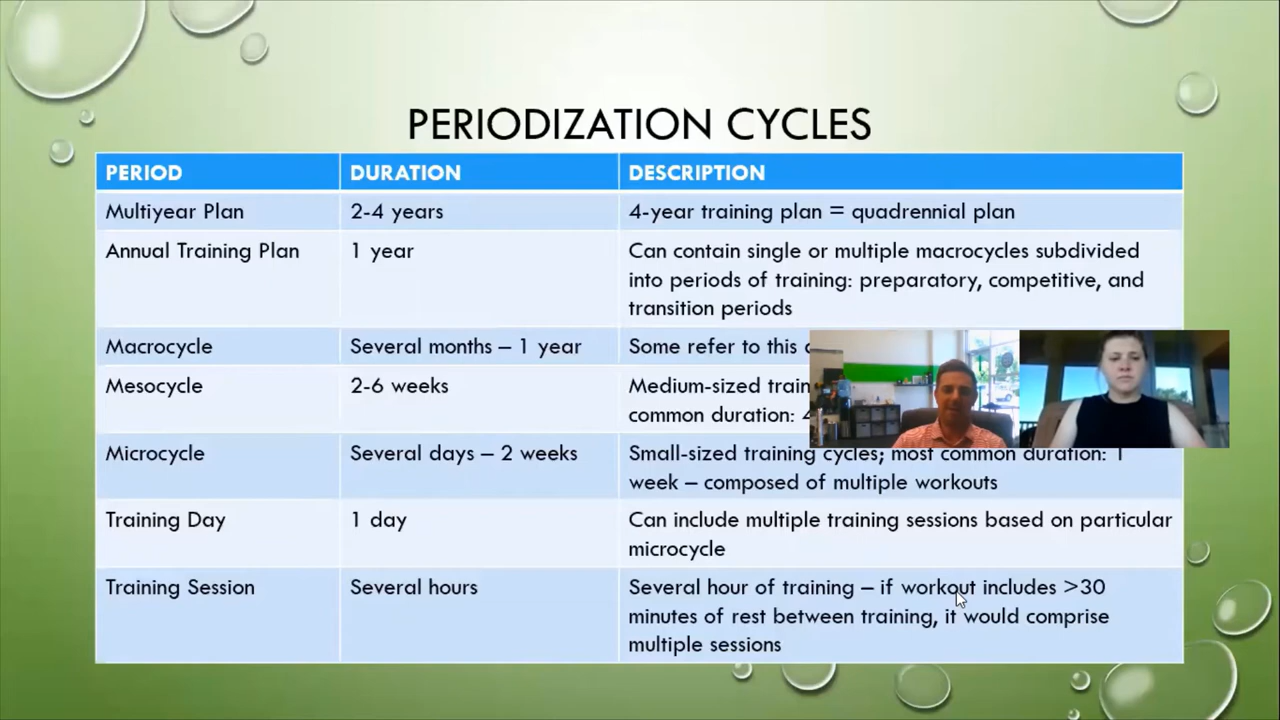 PERIODIZATION CYCLES
PERIOD DURATION DESCRIPTION
Multiyear Plan 2-4 years 4-year training plan = quadrennial plan
Annual Training Plan 1 year Can contain single or multiple macrocycles subdivided
into periods of training: preparatory, competitive, and
transition periods
Macrocycle Several months – 1 year Some refer to this
Mesocycle 2-6 weeks Medium-sized
common duration:
Microcycle Several days – 2 weeks Small-sized training cycles; most common duration: 1
week – composed of multiple workouts
Training Day 1 day Can include multiple training sessions based on particular
microcycle
Training Session Several hours Several hour of training – if workout includes >30
minutes of rest between training, it would comprise
multiple sessions